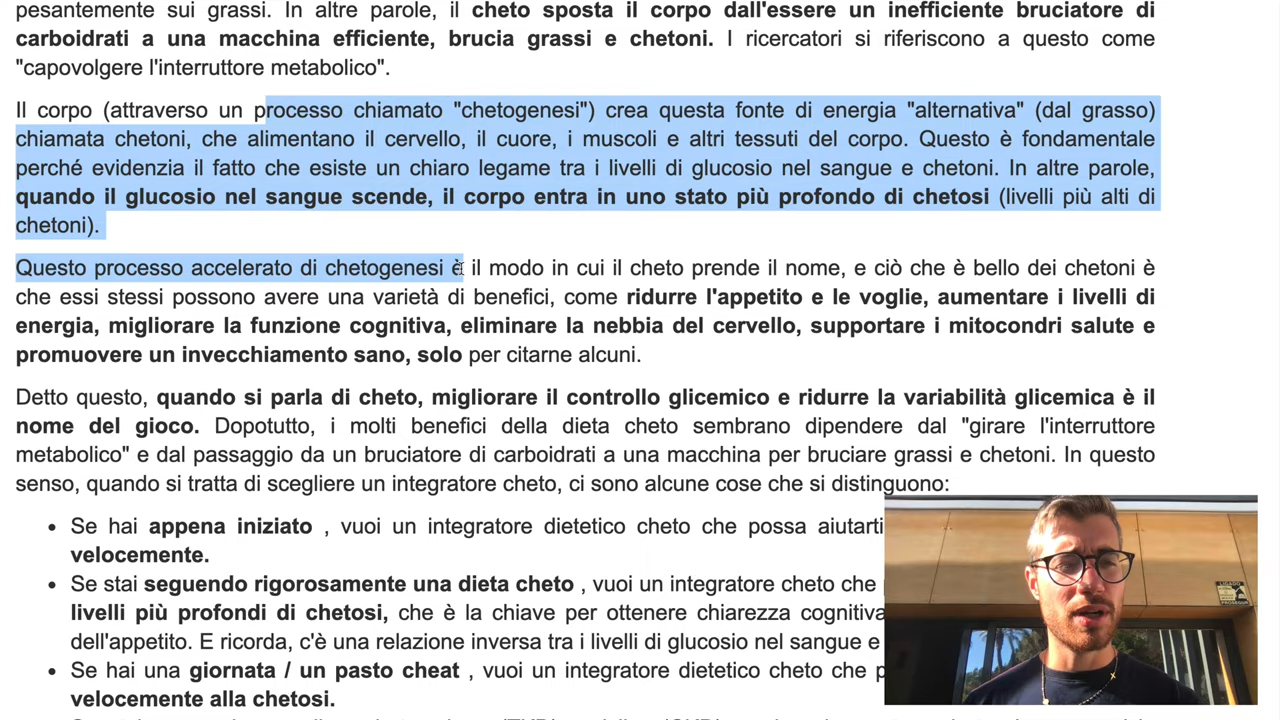 pesantemente sui grassi. In altre parole, il cheto sposta il corpo dall'essere un inefficiente bruciatore di
carboidrati a una macchina efficiente, brucia grassi e chetoni. I ricercatori si riferiscono a questo come
"capovolgere l'interruttore metabolico".
Il corpo (attraverso un processo chiamato "chetogenesi") crea questa fonte di energia "alternativa" (dal grasso)
chiamata chetoni, che alimentano il cervello, il cuore, i muscoli e altri tessuti del corpo. Questo è fondamentale
perché evidenzia il fatto che esiste un chiaro legame tra i livelli di glucosio nel sangue e chetoni. In altre parole,
quando il glucosio nel sangue scende, il corpo entra in uno stato più profondo di chetosi (livelli più alti di
chetoni).
Questo processo accelerato di chetogenesi è il modo in cui il cheto prende il nome, e ciò che è bello dei chetoni è
che essi stessi possono avere una varietà di benefici, come ridurre l'appetito e le voglie, aumentare i livelli di
energia, migliorare la funzione cognitiva, eliminare la nebbia del cervello, supportare i mitocondri salute e
promuovere un invecchiamento sano, solo per citarne alcuni.
Detto questo, quando si parla di cheto, migliorare il controllo glicemico e ridurre la variabilità glicemica è il
nome del gioco. Dopotutto, i molti benefici della dieta cheto sembrano dipendere dal "girare l'interruttore
metabolico" e dal passaggio da un bruciatore di carboidrati a una macchina per bruciare grassi e chetoni. In questo
senso, quando si tratta di scegliere un integratore cheto, ci sono alcune cose che si distinguono:
• Se hai appena iniziato , vuoi un integratore dietetico cheto che possa aiutarti
velocemente.
• Se stai seguendo rigorosamente una dieta cheto , vuoi un integratore cheto che
livelli più profondi di chetosi, che è la chiave per ottenere chiarezza cognitiva
dell'appetito. E ricorda, c'è una relazione inversa tra i livelli di glucosio nel sangue e
• Se hai una giornata / un pasto cheat , vuoi un integratore dietetico cheto che
velocemente alla chetosi.